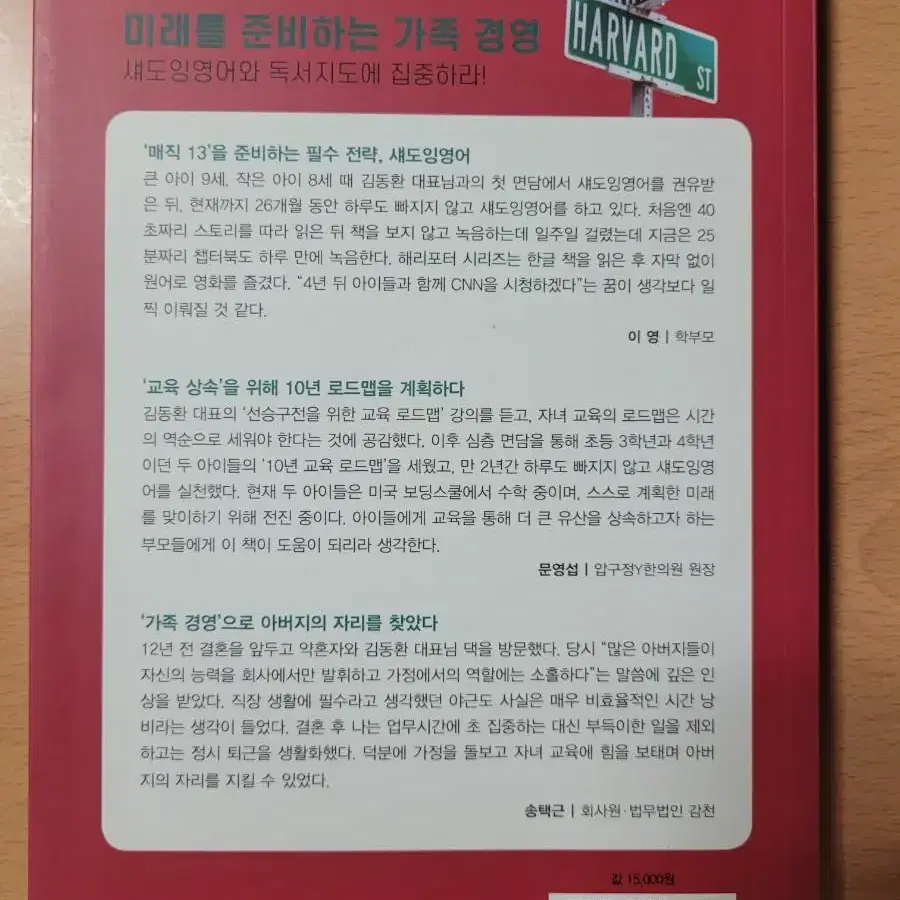 미래를 준비하는 가족 경영
섀도잉영어와 독서지도에 집중하라!
HARVARD ST
'매직 13'을 준비하는 필수 전략, 섀도잉영어
큰 아이 9세, 작은 아이 8세 때 김동환 대표님과의 첫 면담에서 섀도잉영어를 권유받
은 뒤, 현재까지 26개월 동안 하루도 빠지지 않고 섀도잉영어를 하고 있다. 처음엔 40
초짜리 스토리를 따라 읽은 뒤 책을 보지 않고 녹음하는데 일주일 걸렸는데 지금은 25
분짜리 챕터북도 하루 만에 녹음한다. 해리포터 시리즈는 한글 책을 읽은 후 자막 없이
원어로 영화를 즐겼다. “4년 뒤 아이들과 함께 CNN을 시청하겠다”는 꿈이 생각보다 일
찍 이뤄질 것 같다.
이 영 | 학부모
'교육 상속'을 위해 10년 로드맵을 계획하다
김동환 대표의 '선승구전을 위한 교육 로드맵' 강의를 듣고, 자녀 교육의 로드맵은 시간
의 역순으로 세워야 한다는 것에 공감했다. 이후 심층 면담을 통해 초등 3학년과 4학년
이던 두 아이들의 '10년 교육 로드맵'을 세웠고, 만 2년간 하루도 빠지지 않고 섀도잉영
어를 실천했다. 현재 두 아이들은 미국 보딩스쿨에서 수학 중이며, 스스로 계획한 미래
를 맞이하기 위해 전진 중이다. 아이들에게 교육을 통해 더 큰 유산을 상속하고자 하는
부모들에게 이 책이 도움이 되리라 생각한다.
문영섭 | 압구정Y한의원 원장
'가족 경영'으로 아버지의 자리를 찾았다
12년 전 결혼을 앞두고 약혼자와 김동환 대표님 댁을 방문했다. 당시 “많은 아버지들이
자신의 능력을 회사에서만 발휘하고 가정에서의 역할에는 소홀하다”는 말씀에 깊은 인
상을 받았다. 직장 생활에 필수라고 생각했던 야근도 사실은 매우 비효율적인 시간 낭
비라는 생각이 들었다. 결혼 후 나는 업무시간에 초 집중하는 대신 부득이한 일을 제외
하고는 정시 퇴근을 생활화했다. 덕분에 가정을 돌보고 자녀 교육에 힘을 보태며 아버
지의 자리를 지킬 수 있었다.
송택근 | 회사원·법무법인 감천
값 15,000원